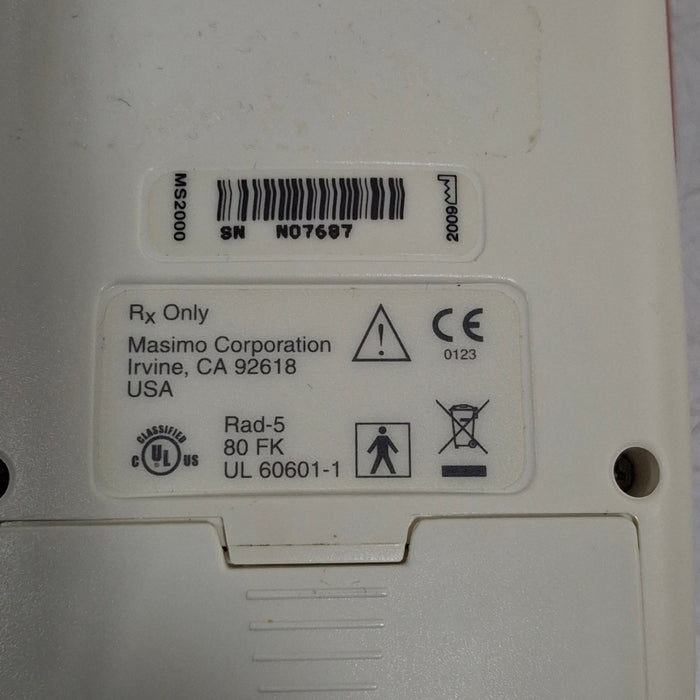 MS2000
SN N07687
2009
Rx Only
Masimo Corporation
Irvine, CA 92618
USA
CE
0123
CLASSIFIED
C UL US
Rad-5
80 FK
UL 60601-1